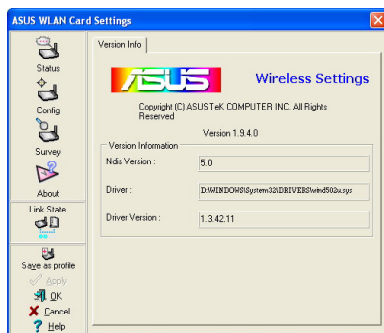 ASUS WLAN Card Settings
Status
Config
Survey
About
Link State
Save as profile
Apply
OK
Cancel
Help
Version Info
ASUS
Wireless Settings
Copyright (C) ASUSTeK COMPUTER INC. All Rights
Reserved
Version 1.9.4.0
Version Information
Ndis Version :
5.0
Driver :
D:\WINDOWS\System32\DRIVERS\wind502u.sys
Driver Version :
1.3.42.11